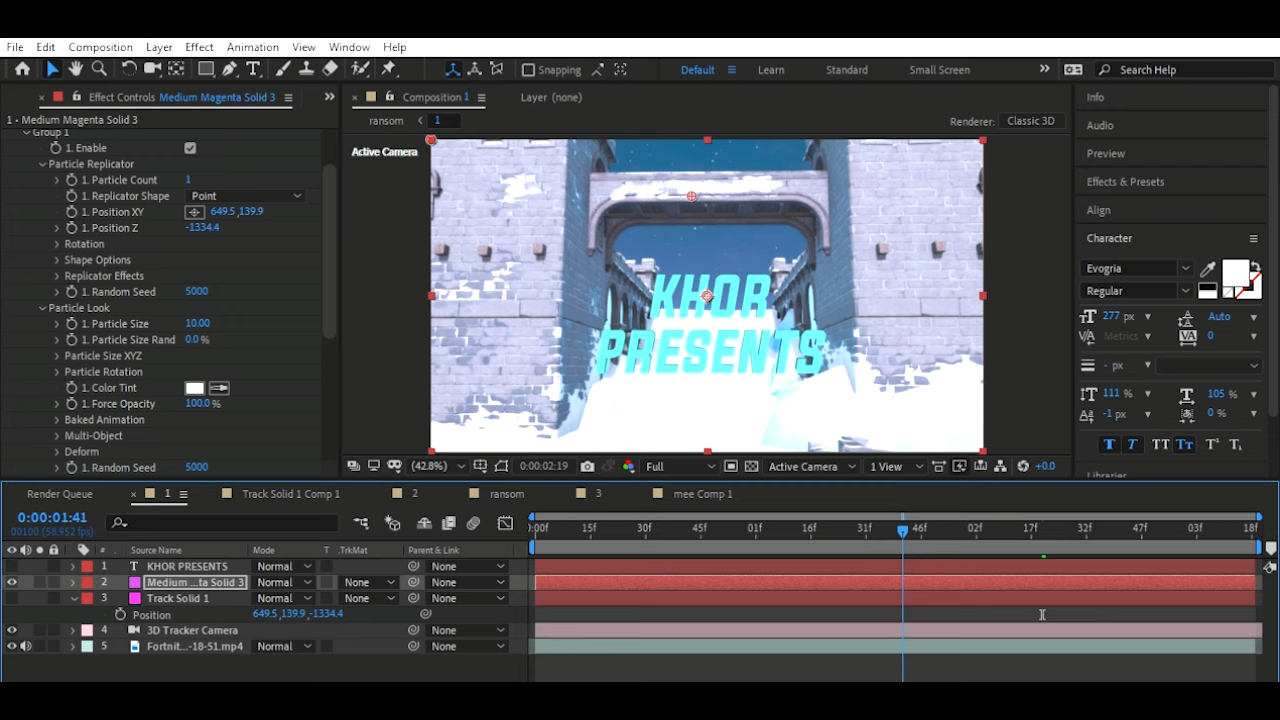 File Edit Composition Layer Effect Animation View Window Help
Snapping Default Learn Standard Small Screen Search Help
Effect Controls Medium Magenta Solid 3
1 • Medium Magenta Solid 3
Group 1
1. Enable
Particle Replicator
1. Particle Count 1
1. Replicator Shape Point
1. Position XY 649.5,139.9
1. Position Z -1334.4
Rotation
Shape Options
Replicator Effects
1. Random Seed 5000
Particle Look
1. Particle Size 10.00
1. Particle Size Rand 0.0%
Particle Size XYZ
Particle Rotation
1. Color Tint
1. Force Opacity 100.0%
Baked Animation
Multi-Object
Deform
1. Random Seed 5000
Composition 1 Layer (none)
ransom 1 Renderer: Classic 3D
Active Camera
KHOR
PRESENTS
(42.8%) 0:00:02:19 Full Active Camera 1 View +0.0
Info
Audio
Preview
Effects & Presets
Align
Character
Evogria
Regular
277 px Auto
Metrics 0
- px
111 % 105 %
-1 px 0 %
T T TT Tt T¹ T₁
Libraries
Render Queue 1 Track Solid 1 Comp 1 2 ransom 3 mee Comp 1
0:00:01:41
00100 (58.952 fps)
:00f 15f 30f 45f 01f 16f 31f 46f 02f 17f 32f 47f 03f 18f
# Source Name Mode T .TrkMat Parent & Link
1 T KHOR PRESENTS Normal None
2 Medium ...ta Solid 3 Normal None None
3 Track Solid 1 Normal None None
Position 649.5,139.9,-1334.4
4 3D Tracker Camera None
5 Fortnit...-18-51.mp4 Normal None